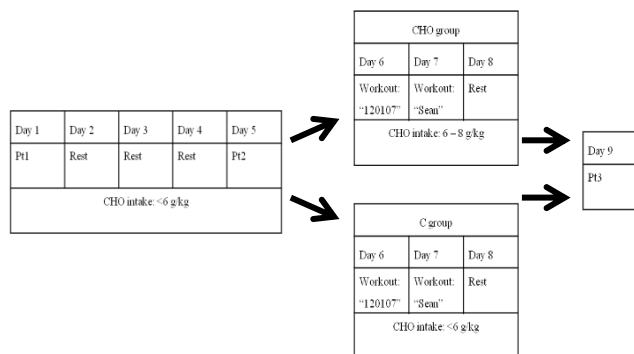 CHO group
Day 6 Day 7 Day 8
Workout: Workout: Rest
“120107” “Sean”
CHO intake: 6 – 8 g/kg
Day 1 Day 2 Day 3 Day 4 Day 5
Pt1 Rest Rest Rest Pt2
CHO intake: <6 g/kg
C group
Day 6 Day 7 Day 8
Workout: Workout: Rest
“120107” “Sean”
CHO intake: <6 g/kg
Day 9
Pt3